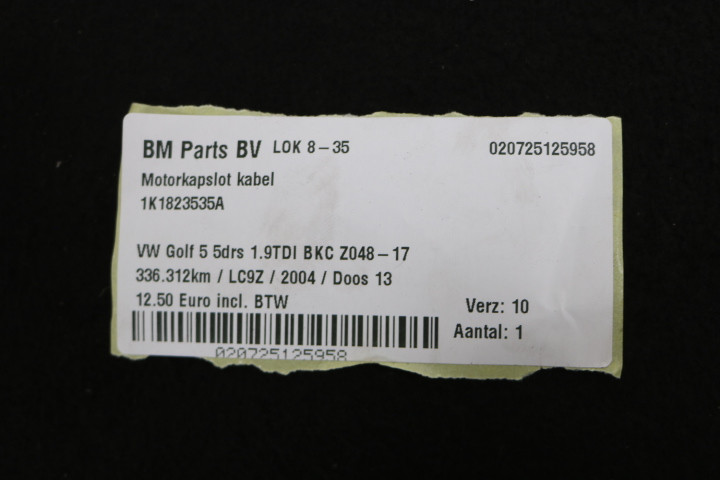 BM Parts BV LOK 8-35 020725125958
Motorkapslot kabel
1K1823535A
VW Golf 5 5drs 1.9TDI BKC Z048-17
336.312km / LC9Z / 2004 / Doos 13
12.50 Euro incl. BTW
Verz: 10
Aantal: 1
020725125958